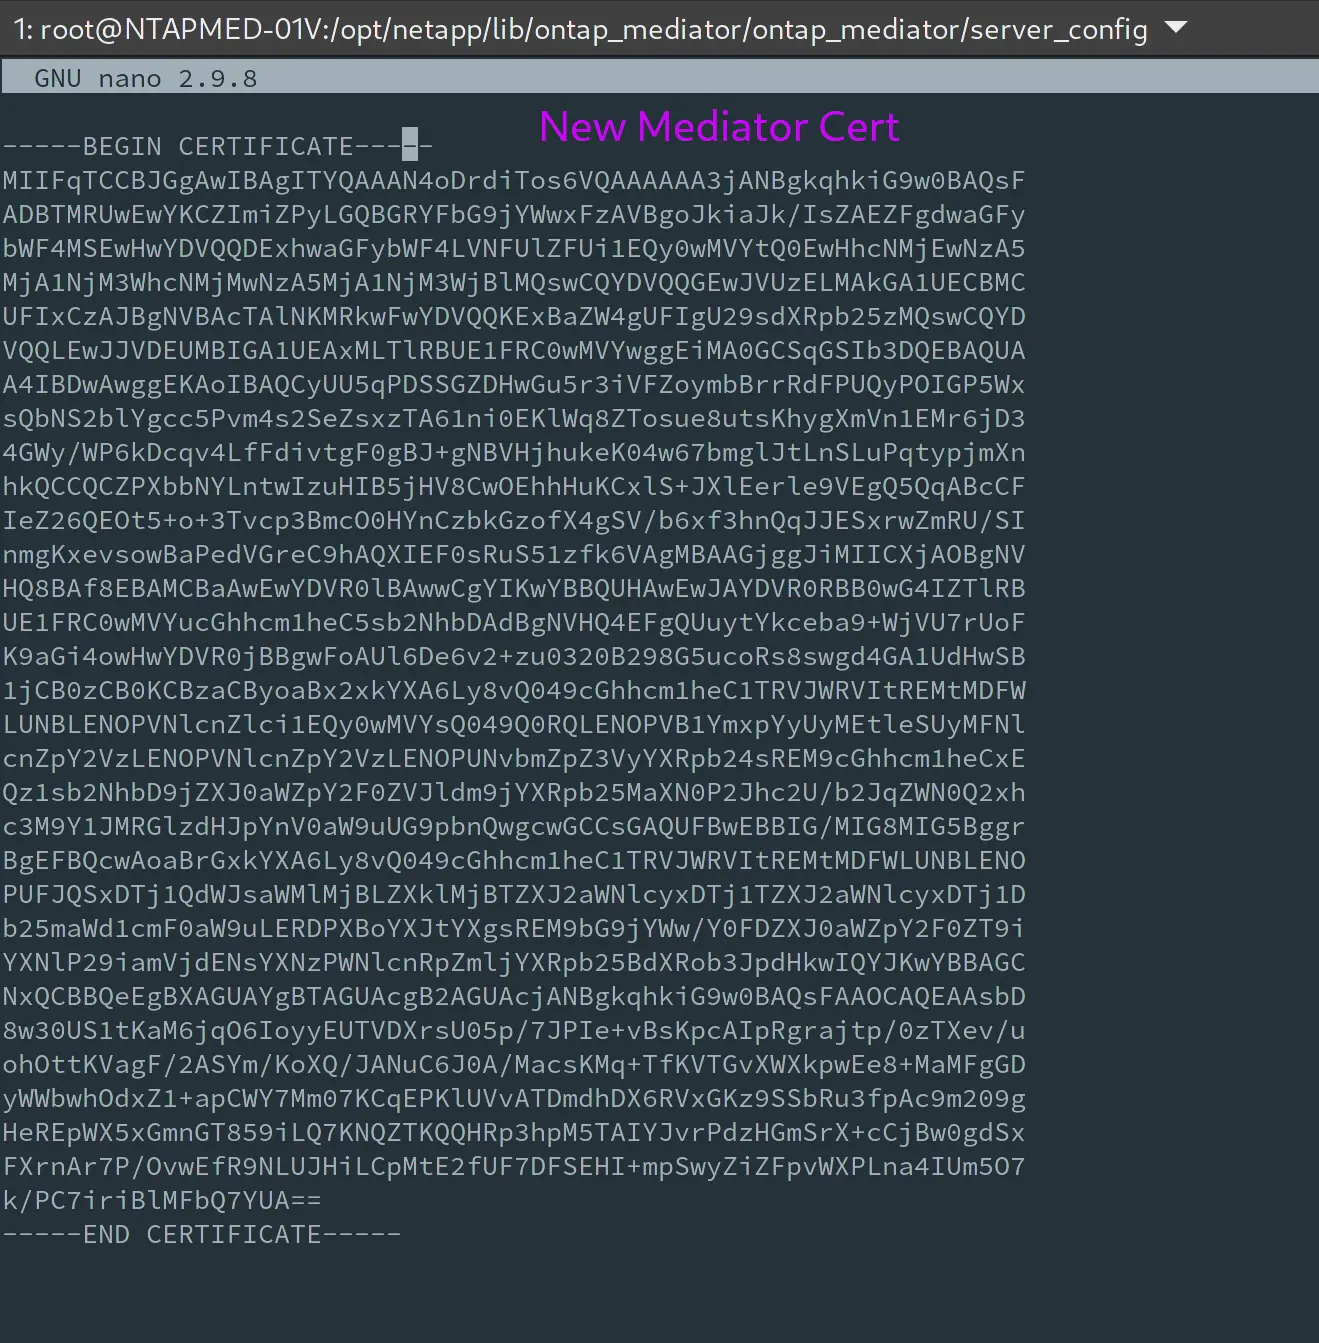 1: root@NTAPMED-01V:/opt/netapp/lib/ontap_mediator/ontap_mediator/server_config
GNU nano 2.9.8
New Mediator Cert
-----BEGIN CERTIFICATE-----
MIIFqTCCBJGgAwIBAgITYQAAAN4oDrdiTos6VQAAAAAA3jANBgkqhkiG9w0BAQsF
ADBTMRUwEwYKCZImiZPyLGQBGRYFbG9jYWwxFzAVBgoJkiaJk/IsZAEZFgdwaGFy
bWF4MSEwHwYDVQQDExhwaGFybWF4LVNFUlZFUi1EQy0wMVYtQ0EwHhcNMjEwNzA5
MjA1NjM3WhcNMjMwNzA5MjA1NjM3WjBlMQswCQYDVQQGEwJVUzELMAkGA1UECBMC
UFIxCzAJBgNVBAcTAlNKMRkwFwYDVQQKExBaZW4gUFIgU29sdXRpb25zMQswCQYD
VQQLEwJJVDEUMBIGA1UEAxMLTlRBUE1FRC0wMVYwggEiMA0GCSqGSIb3DQEBAQUA
A4IBDwAwggEKAoIBAQCyUU5qPDSSGZDHwGu5r3iVFZoymbBrrRdFPUQyPOIGP5Wx
sQbNS2blYgcc5Pvm4s2SeZsxzTA61ni0EKlWq8ZTosue8utsKhygXmVn1EMr6jD3
4GWy/WP6kDcqv4LfFdivtgF0gBJ+gNBVHjhukeK04w67bmglJtLnSLuPqtypjmXn
hkQCCQCZPXbbNYLntwIzuHIB5jHV8CwOEhhHuKCxlS+JXlEerle9VEgQ5QqABcCF
IeZ26QEOt5+o+3Tvcp3BmcO0HYnCzbkGzofX4gSV/b6xf3hnQqJJESxrwZmRU/SI
nmgKxevsowBaPedVGreC9hAQXIEF0sRuS51zfk6VAgMBAAGjggJiMIICXjAOBgNV
HQ8BAf8EBAMCBaAwEwYDVR0lBAwwCgYIKwYBBQUHAwEwJAYDVR0RBB0wG4IZTlRB
UE1FRC0wMVYucGhhcm1heC5sb2NhbDAdBgNVHQ4EFgQUuytYkceba9+WjVU7rUoF
K9aGi4owHwYDVR0jBBgwFoAUl6De6v2+zu0320B298G5ucoRs8swgd4GA1UdHwSB
1jCB0zCB0KCBzaCByoaBx2xkYXA6Ly8vQ049cGhhcm1heC1TRVJWRVItREMtMDFW
LUNBLENOPVNlcnZlci1EQy0wMVYsQ049Q0RQLENOPVB1YmxpYyUyMEtleSUyMFNl
cnZpY2VzLENOPVNlcnZpY2VzLENOPUNvbmZpZ3VyYXRpb24sREM9cGhhcm1heCxE
Qz1sb2NhbD9jZXJ0aWZpY2F0ZVJldm9jYXRpb25MaXN0P2Jhc2U/b2JqZWN0Q2xh
c3M9Y1JMRGlzdHJpYnV0aW9uUG9pbnQwgcwGCCsGAQUFBwEBBIG/MIG8MIG5Bggr
BgEFBQcwAoaBrGxkYXA6Ly8vQ049cGhhcm1heC1TRVJWRVItREMtMDFWLUNBLENO
PUFJQSxDTj1QdWJsaWMlMjBLZXklMjBTZXJ2aWNlcyxDTj1TZXJ2aWNlcyxDTj1D
b25maWd1cmF0aW9uLERDPXBoYXJtYXgsREM9bG9jYWw/Y0FDZXJ0aWZpY2F0ZT9i
YXNlP29iamVjdENsYXNzPWNlcnRpZmljYXRpb25BdXRob3JpdHkwIQYJKwYBBAGC
NxQCBBQeEgBXAGUAYgBTAGUAcgB2AGUAcjANBgkqhkiG9w0BAQsFAAOCAQEAAsbD
8w30US1tKaM6jqO6IoyyEUTVDXrsU05p/7JPIe+vBsKpcAIpRgrajtp/0zTXev/u
ohOttKVagF/2ASYm/KoXQ/JANuC6J0A/MacsKMq+TfKVTGvXWXkpwEe8+MaMFgGD
yWWbwhOdxZ1+apCWY7Mm07KCqEPKlUVvATDmdhDX6RVxGKz9SSbRu3fpAc9m209g
HeREpWX5xGmnGT859iLQ7KNQZTKQQHRp3hpM5TAIYJvrPdzHGmSrX+cCjBw0gdSx
FXrnAr7P/OvwEfR9NLUJHiLCpMtE2fUF7DFSEHI+mpSwyZiZFpvWXPLna4IUm5O7
k/PC7iriBlMFbQ7YUA==
-----END CERTIFICATE-----